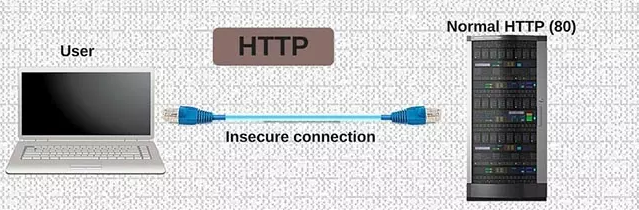 User
HTTP
Normal HTTP (80)
Insecure connection